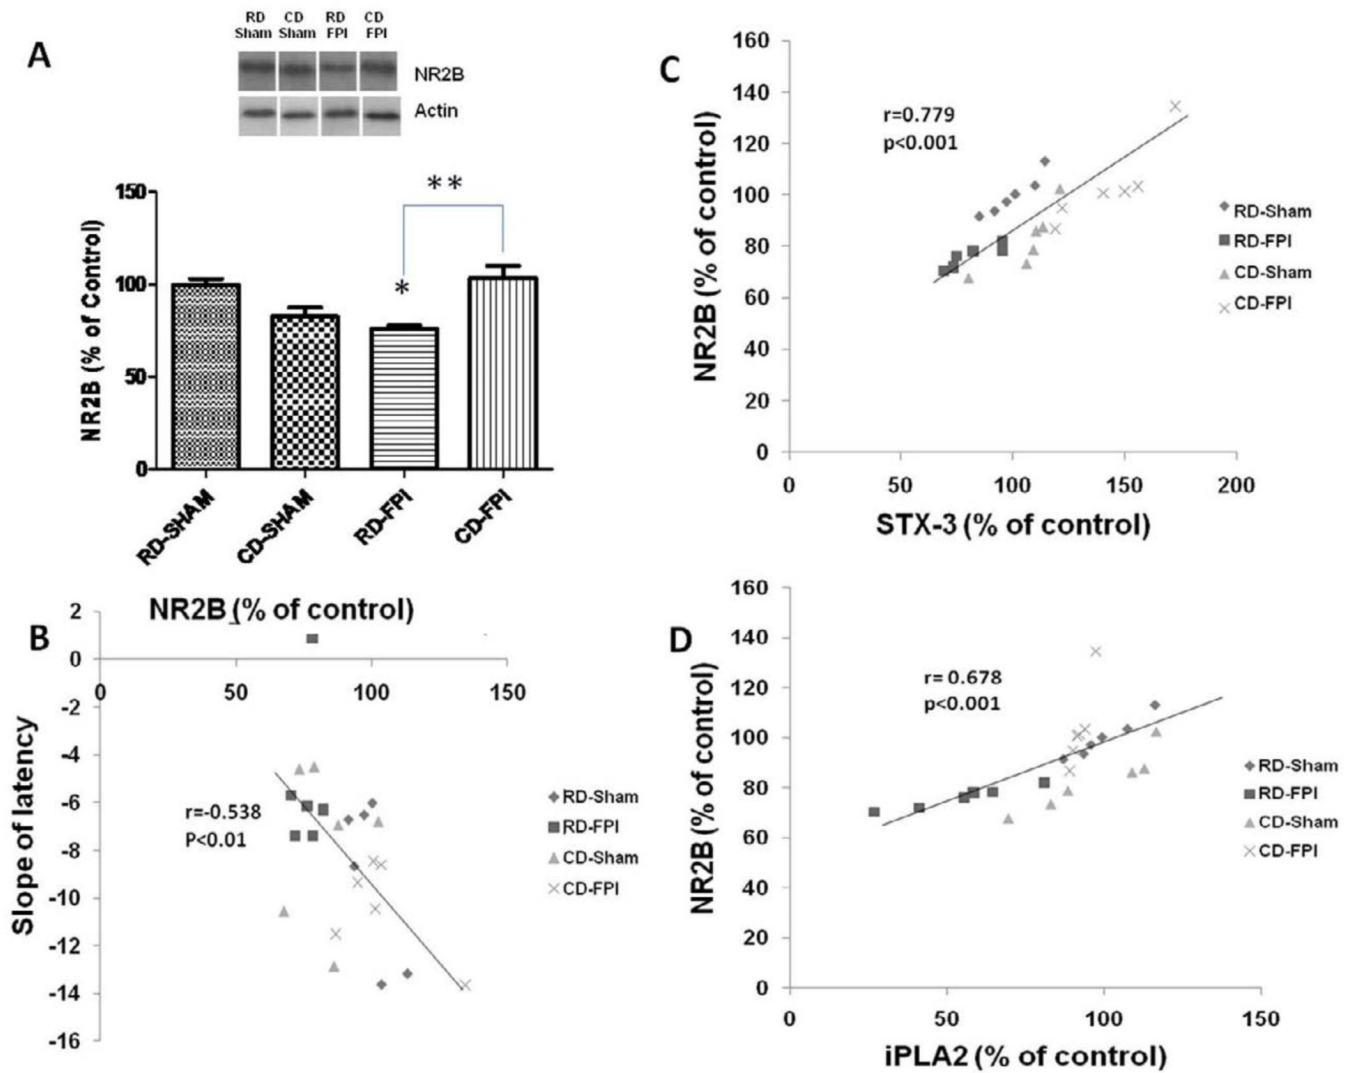 A
RD CD RD CD
Sham Sham FPI FPI
NR2B
Actin
NR2B (% of Control)
150
100
50
0
**
*
RD-SHAM
CD-SHAM
RD-FPI
CD-FPI
B
NR2B (% of control)
Slope of latency
2
0
-2
-4
-6
-8
-10
-12
-14
-16
0 50 100 150
r=-0.538
P<0.01
RD-Sham
RD-FPI
CD-Sham
CD-FPI
C
NR2B (% of control)
160
140
120
100
80
60
40
20
0
r=0.779
p<0.001
RD-Sham
RD-FPI
CD-Sham
CD-FPI
0 50 100 150 200
STX-3 (% of control)
D
NR2B (% of control)
160
140
120
100
80
60
40
20
0
r= 0.678
p<0.001
RD-Sham
RD-FPI
CD-Sham
CD-FPI
0 50 100 150
iPLA2 (% of control)